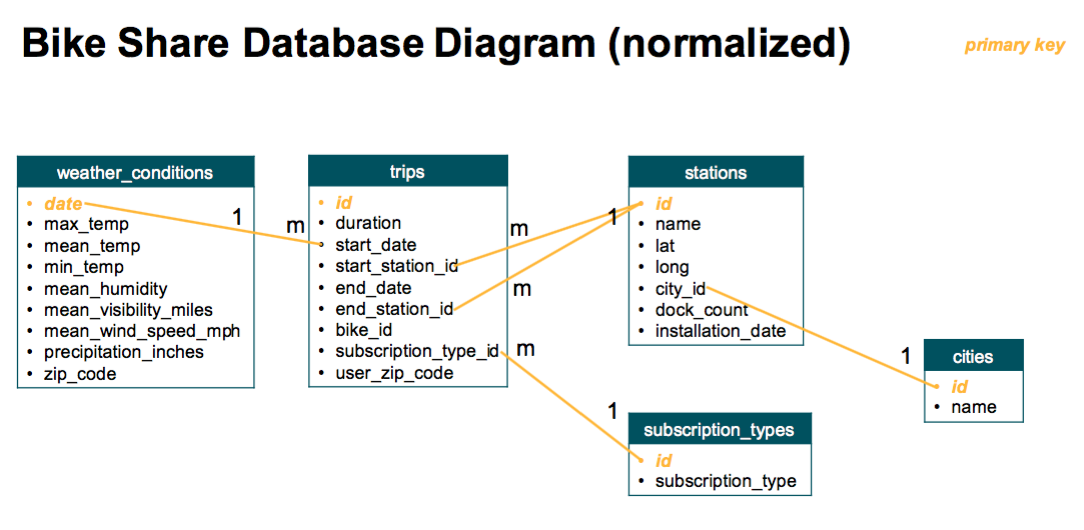 Bike Share Database Diagram (normalized)
primary key
weather_conditions
• date
• max_temp
• mean_temp
• min_temp
• mean_humidity
• mean_visibility_miles
• mean_wind_speed_mph
• precipitation_inches
• zip_code
1
m
trips
• id
• duration
• start_date
• start_station_id
• end_date
• end_station_id
• bike_id
• subscription_type_id
• user_zip_code
m
m
m
1
1
stations
• id
• name
• lat
• long
• city_id
• dock_count
• installation_date
1
cities
• id
• name
subscription_types
• id
• subscription_type